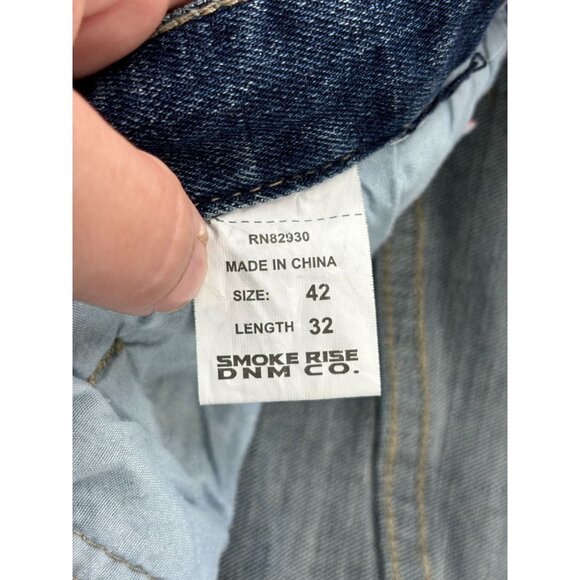 RN82930
MADE IN CHINA
SIZE: 42
LENGTH 32
SMOKE RISE
DNM CO.